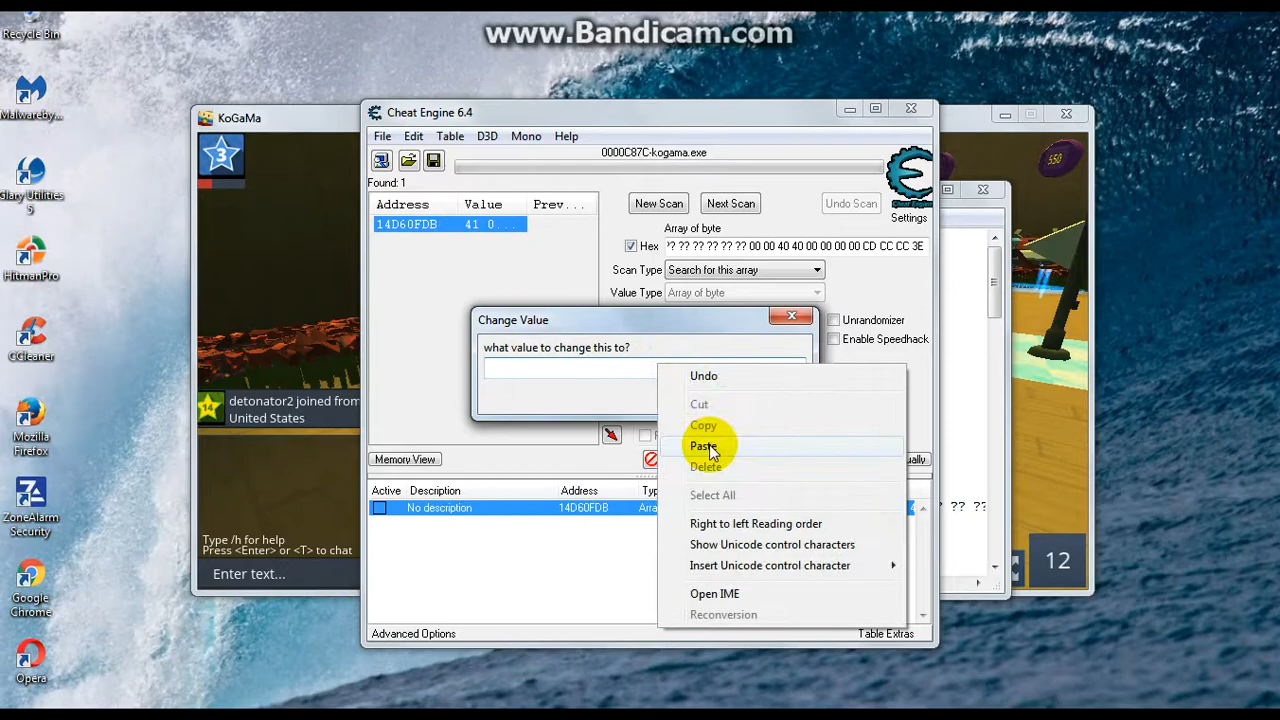 www.Bandicam.com
Recycle Bin
Malwareby...
Glary Utilities
5
HitmanPro
CCleaner
Mozilla
Firefox
ZoneAlarm
Security
Google
Chrome
Opera
KoGaMa
3
14
detonator2 joined from
United States
Type /h for help
Press <Enter> or <T> to chat
Enter text...
Cheat Engine 6.4
File Edit Table D3D Mono Help
0000C87C-kogama.exe
Found: 1
Address Value Prev...
14D60FDB 41 0...
New Scan Next Scan Undo Scan
Cheat Engine
Settings
Array of byte
Hex ?? ?? ?? ?? ?? ?? 00 00 40 40 00 00 00 00 CD CC CC 3E
Scan Type Search for this array
Value Type Array of byte
Unrandomizer
Enable Speedhack
Change Value
what value to change this to?
Undo
Cut
Copy
Paste
Delete
Select All
Right to left Reading order
Show Unicode control characters
Insert Unicode control character
Open IME
Reconversion
Memory View
Active Description Address
No description 14D60FDB
Advanced Options Table Extras
?? ?? ??
550
12